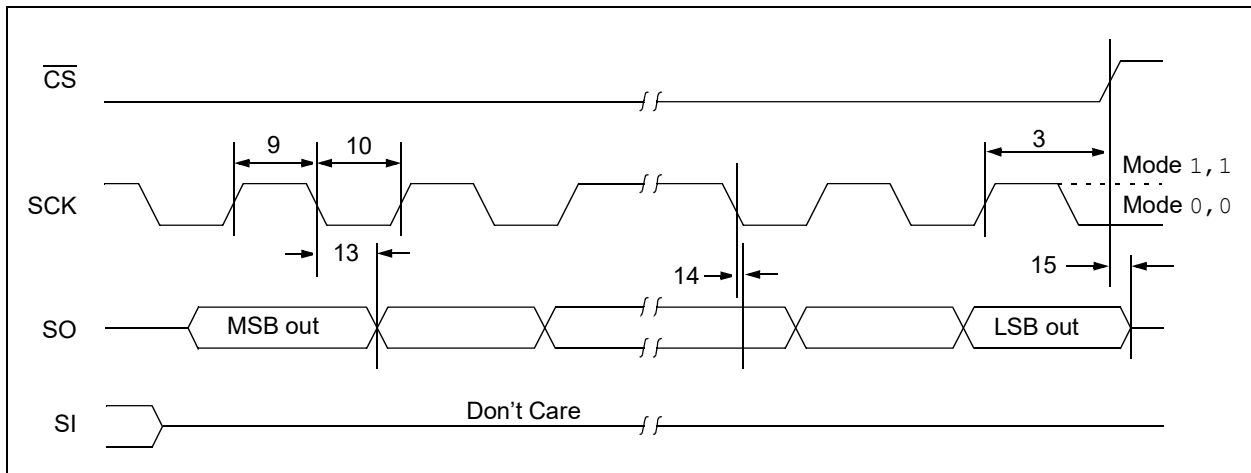 C̅S̅
9
10
3
Mode 1,1
SCK
Mode 0,0
13
14
15
SO
MSB out
LSB out
SI
Don't Care